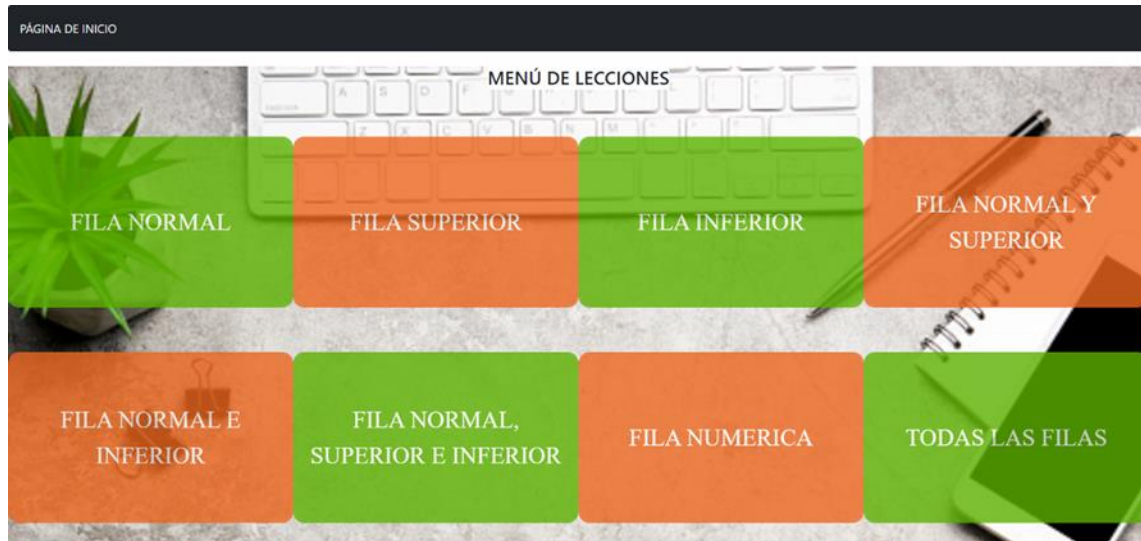 PÁGINA DE INICIO
MENÚ DE LECCIONES
A S D F
Z X C V B N M
FILA NORMAL
FILA SUPERIOR
FILA INFERIOR
FILA NORMAL Y
SUPERIOR
FILA NORMAL E
INFERIOR
FILA NORMAL,
SUPERIOR E INFERIOR
FILA NUMERICA
TODAS LAS FILAS